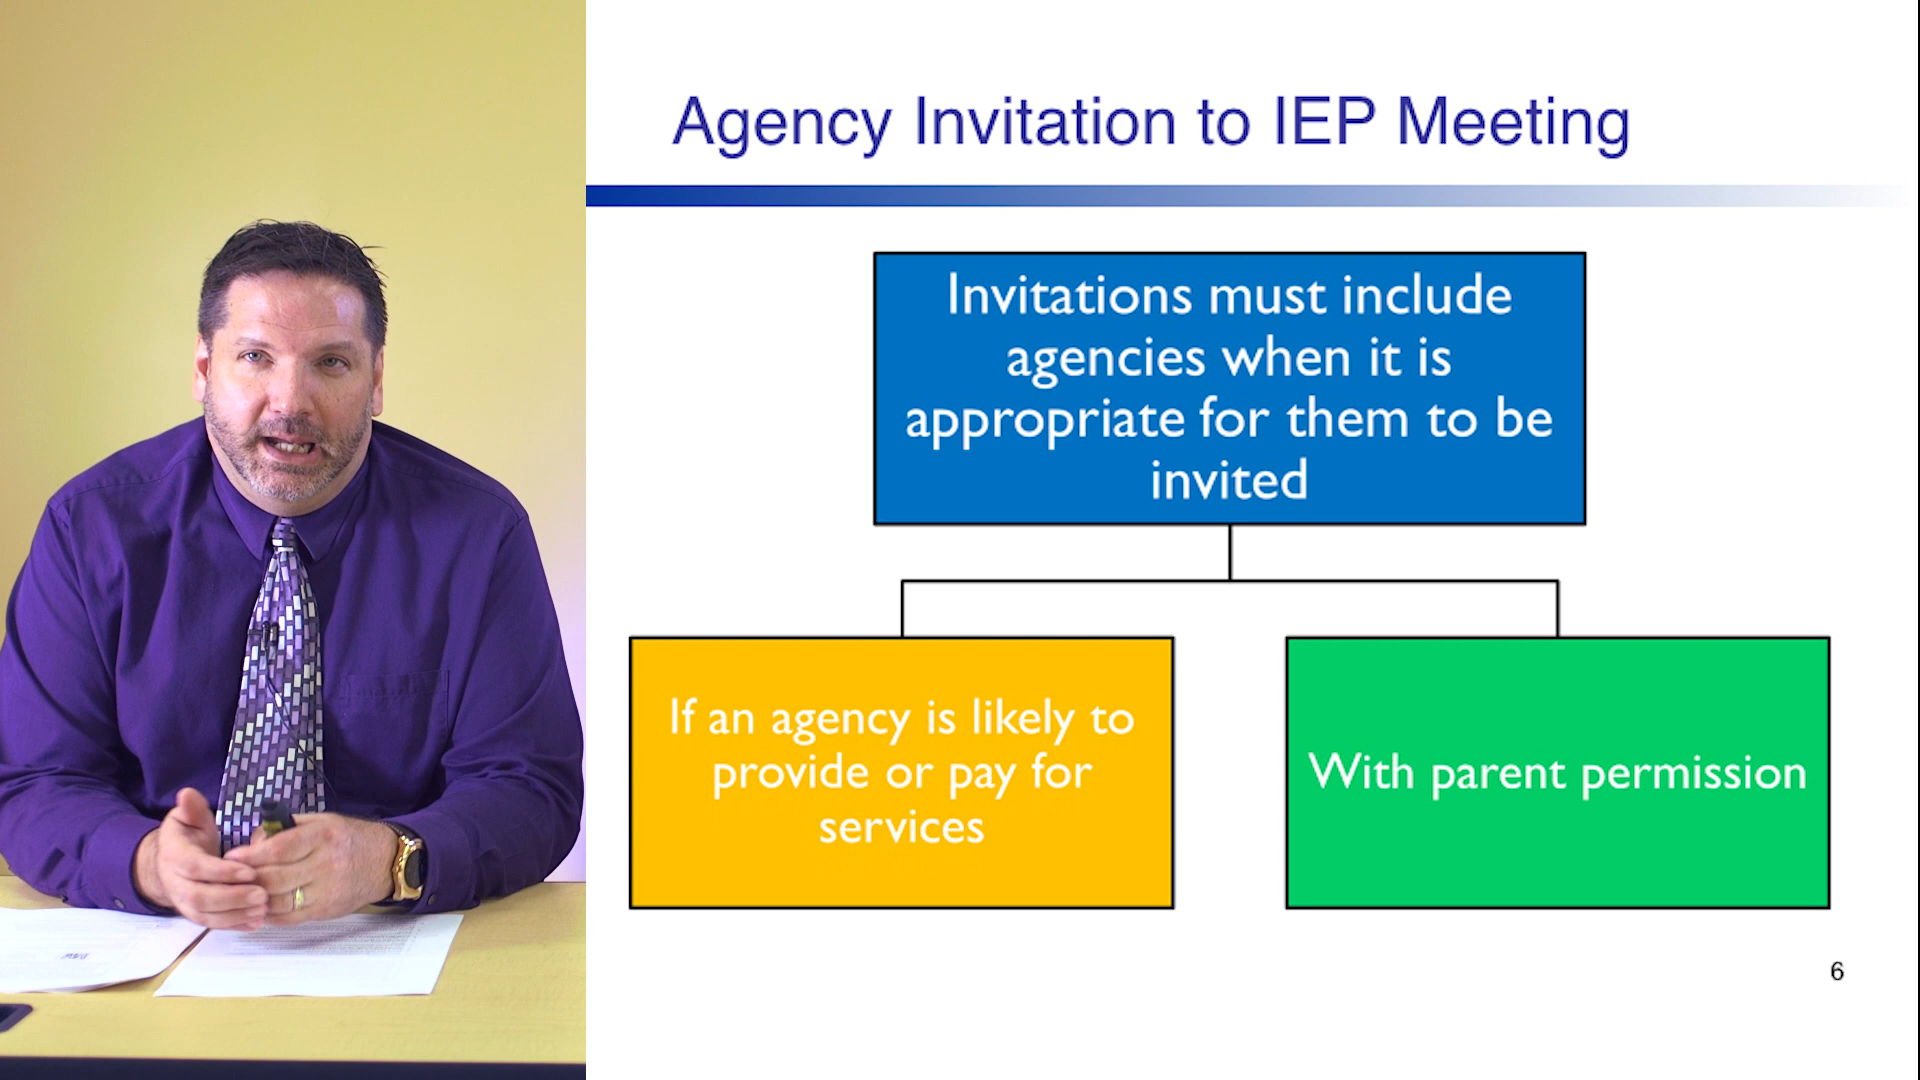 Agency Invitation to IEP Meeting
Invitations must include
agencies when it is
appropriate for them to be
invited
If an agency is likely to
provide or pay for
services
With parent permission
6